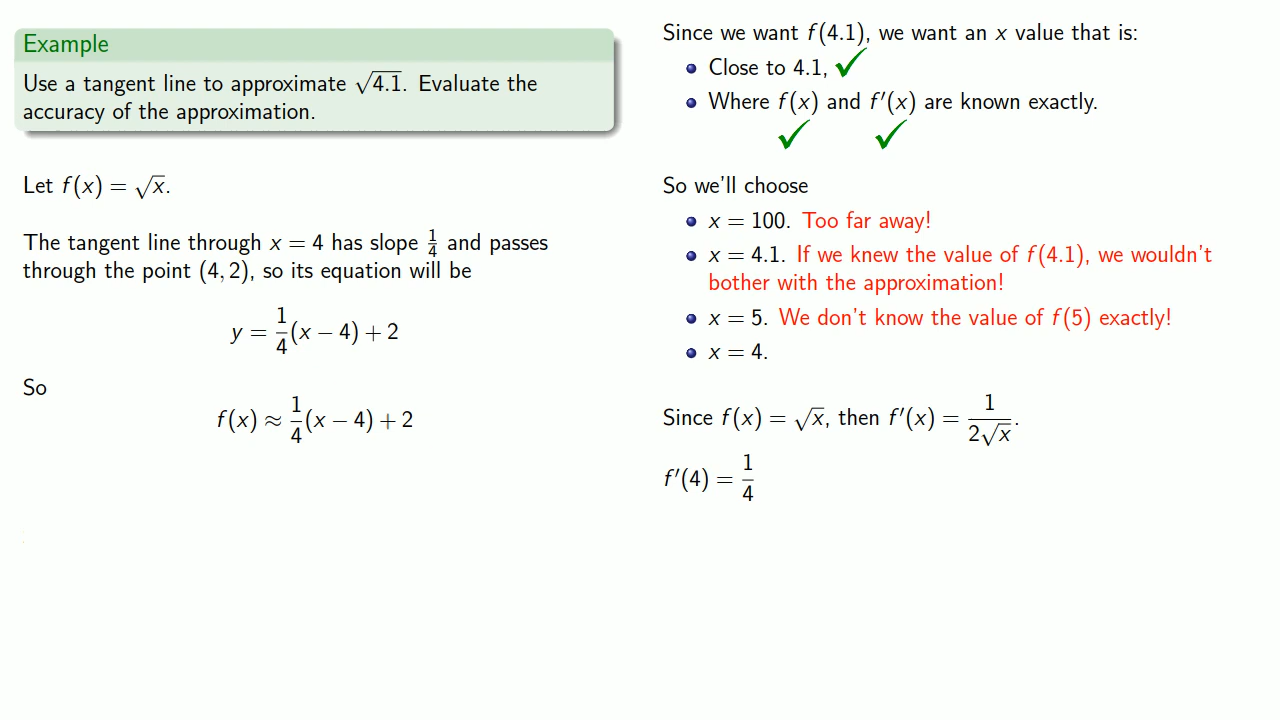 Example
Use a tangent line to approximate √4.1. Evaluate the
accuracy of the approximation.
Let f(x) = √x.
The tangent line through x = 4 has slope 1/4 and passes
through the point (4, 2), so its equation will be
y = 1/4(x − 4) + 2
So
f(x) ≈ 1/4(x − 4) + 2
Since we want f(4.1), we want an x value that is:
• Close to 4.1, ✓
• Where f(x) and f′(x) are known exactly.
✓ ✓
So we'll choose
• x = 100. Too far away!
• x = 4.1. If we knew the value of f(4.1), we wouldn't
bother with the approximation!
• x = 5. We don't know the value of f(5) exactly!
• x = 4.
Since f(x) = √x, then f′(x) = 1/(2√x).
f′(4) = 1/4